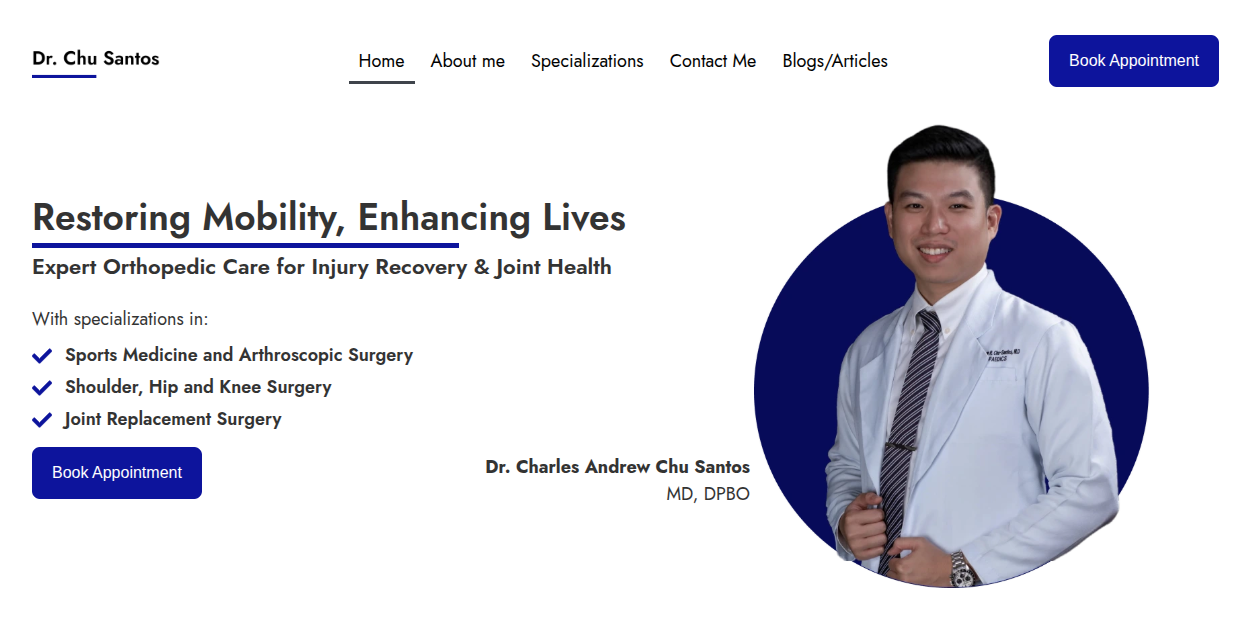 Dr. Chu Santos
Home
About me
Specializations
Contact Me
Blogs/Articles
Book Appointment
Restoring Mobility, Enhancing Lives
Expert Orthopedic Care for Injury Recovery & Joint Health
With specializations in:
Sports Medicine and Arthroscopic Surgery
Shoulder, Hip and Knee Surgery
Joint Replacement Surgery
Book Appointment
Dr. Charles Andrew Chu Santos
MD, DPBO
Chu-Santos, M.D